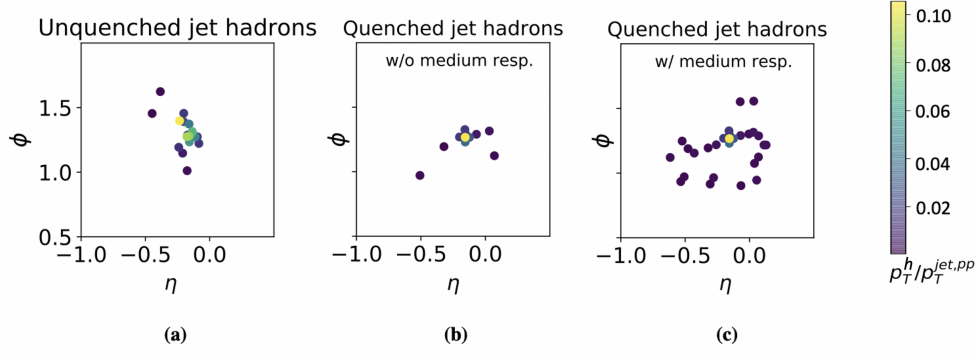 Unquenched jet hadrons
Quenched jet hadrons
Quenched jet hadrons
w/o medium resp.
w/ medium resp.
0.10
0.08
0.06
0.04
0.02
p_T^h/p_T^{jet,pp}
ϕ
1.5
1.0
0.5
ϕ
ϕ
−1.0 −0.5 0.0
−1.0 −0.5 0.0
−1.0 −0.5 0.0
η
η
η
(a)
(b)
(c)